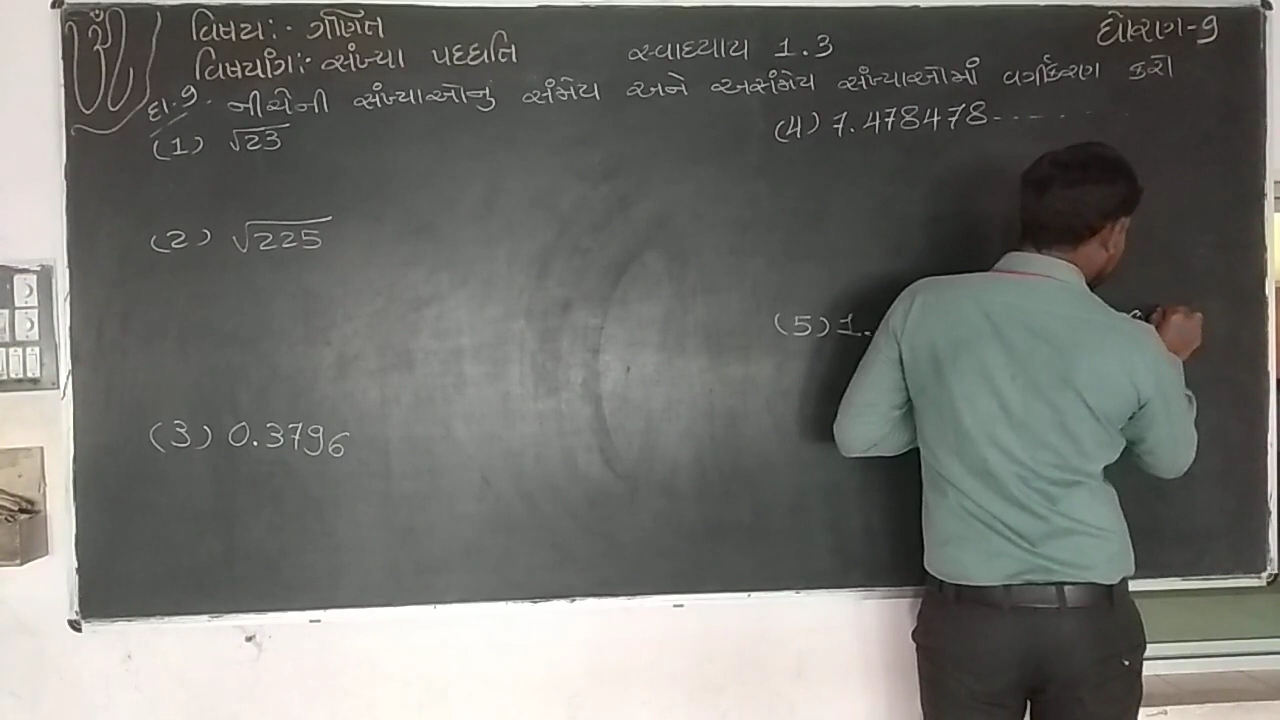 ૐ
વિષય:- ગણિત
ધોરણ-9
વિષયાંગ:- સંખ્યા પદ્ધતિ સ્વાધ્યાય 1.3
દા.9. નીચેની સંખ્યાઓનું સંમેય અને અસંમેય સંખ્યાઓમાં વર્ગીકરણ કરો
(1) √23
(2) √225
(3) 0.3796
(4) 7.478478------
(5) 1.